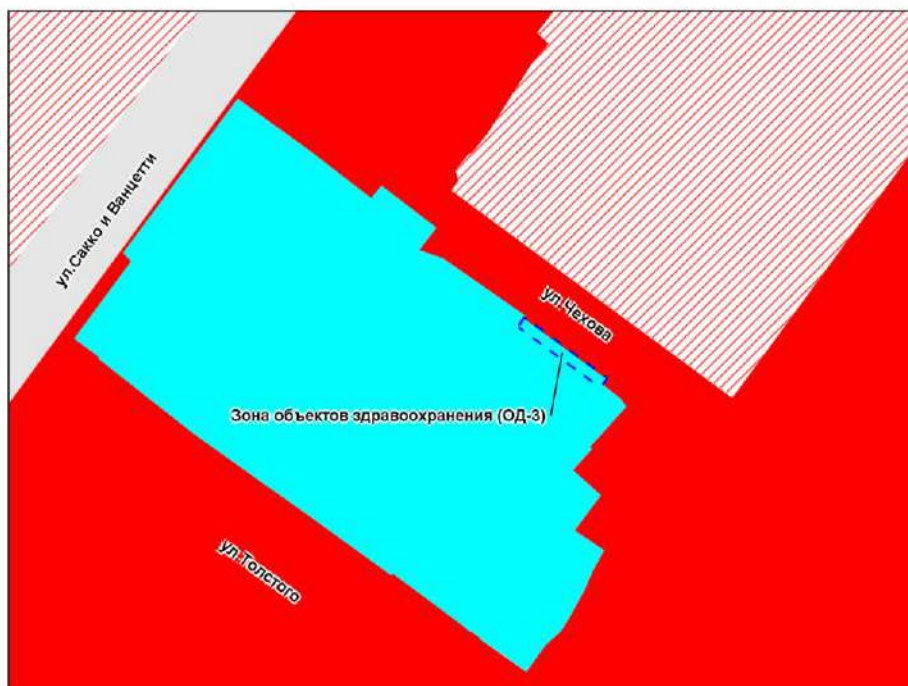 ул.Сакко и Ванцетти
ул.Чехова
Зона объектов здравоохранения (ОД-3)
ул.Толстого